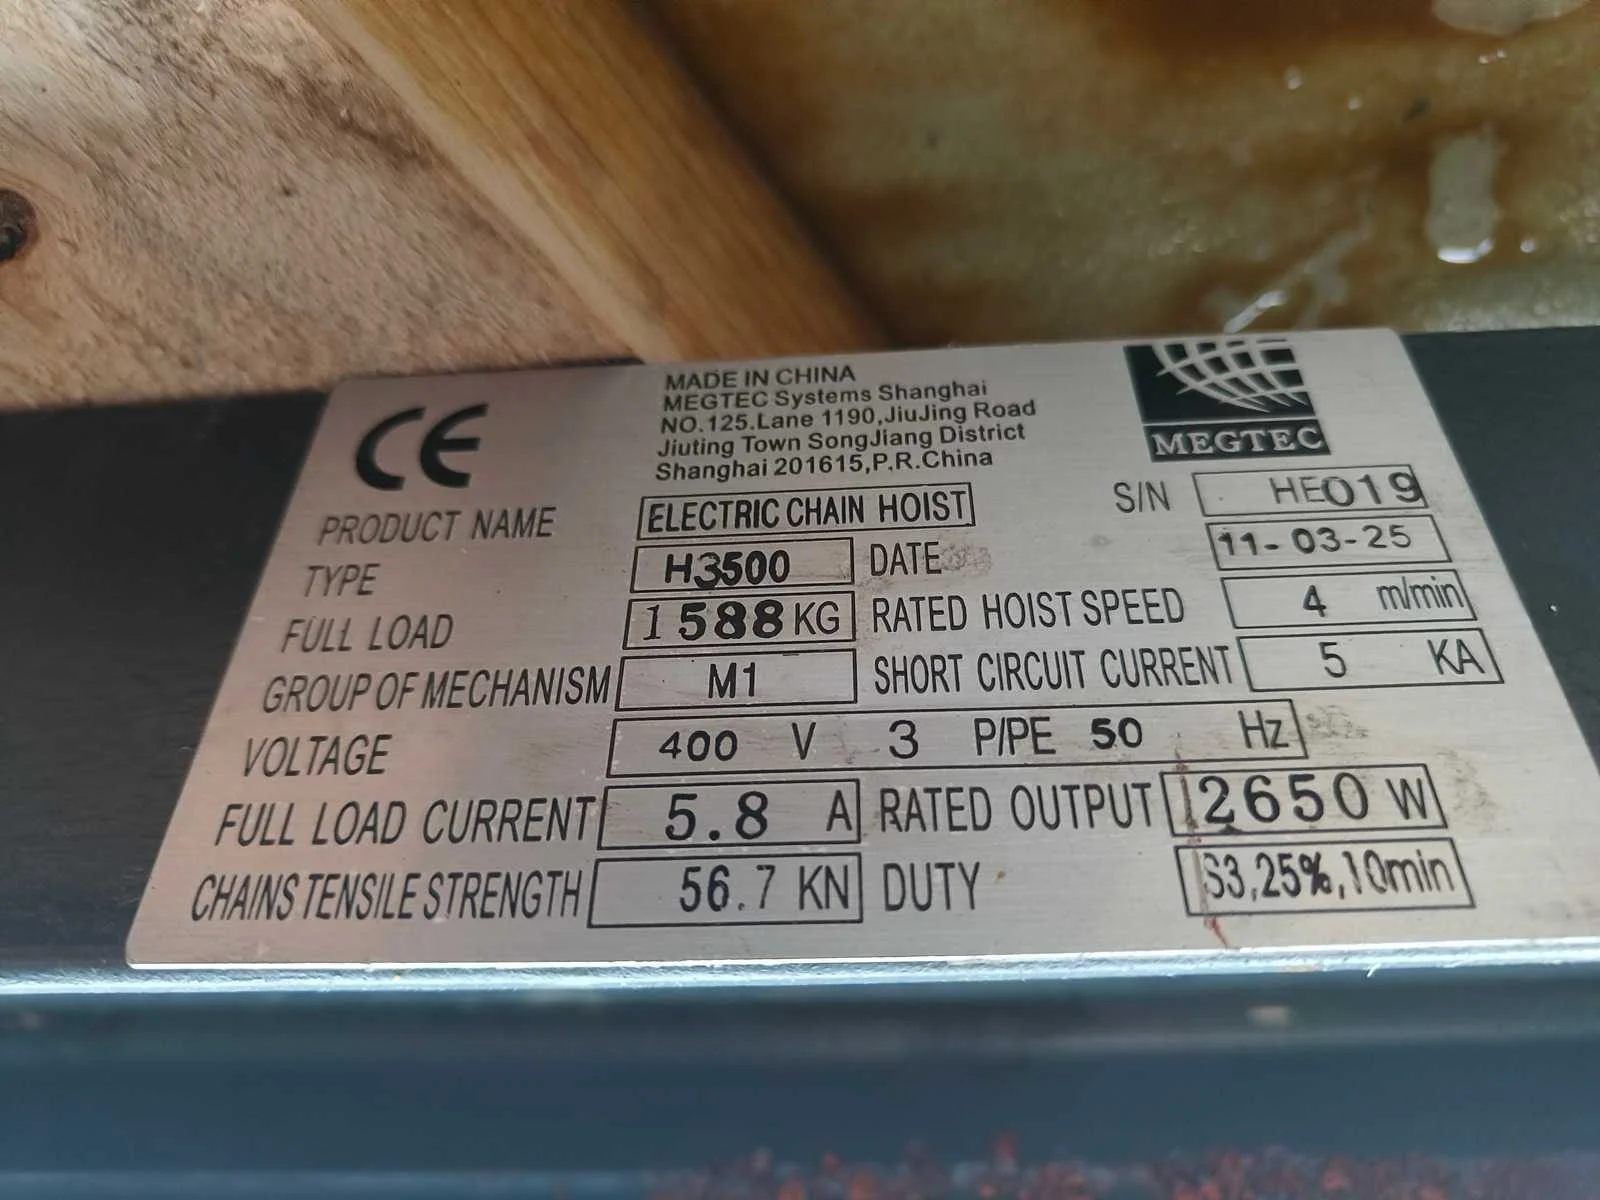 CE
MADE IN CHINA
MEGTEC Systems Shanghai
NO.125.Lane 1190,JiuJing Road
Jiuting Town SongJiang District
Shanghai 201615,P.R.China
MEGTEC
S/N HE019
PRODUCT NAME ELECTRIC CHAIN HOIST
TYPE H3500 DATE 11-03-25
FULL LOAD 1588 KG RATED HOIST SPEED 4 m/min
GROUP OF MECHANISM M1 SHORT CIRCUIT CURRENT 5 KA
VOLTAGE 400 V 3 P/PE 50 Hz
FULL LOAD CURRENT 5.8 A RATED OUTPUT 2650 W
CHAINS TENSILE STRENGTH 56.7 KN DUTY S3,25%,10min